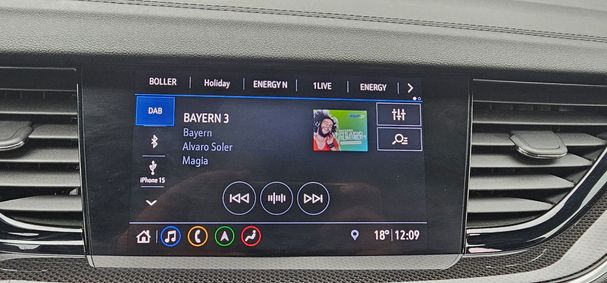 BOLLER Holiday ENERGY N 1LIVE ENERGY
DAB
BAYERN 3
Bayern
Alvaro Soler
Magia
iPhone 15
18° 12:09